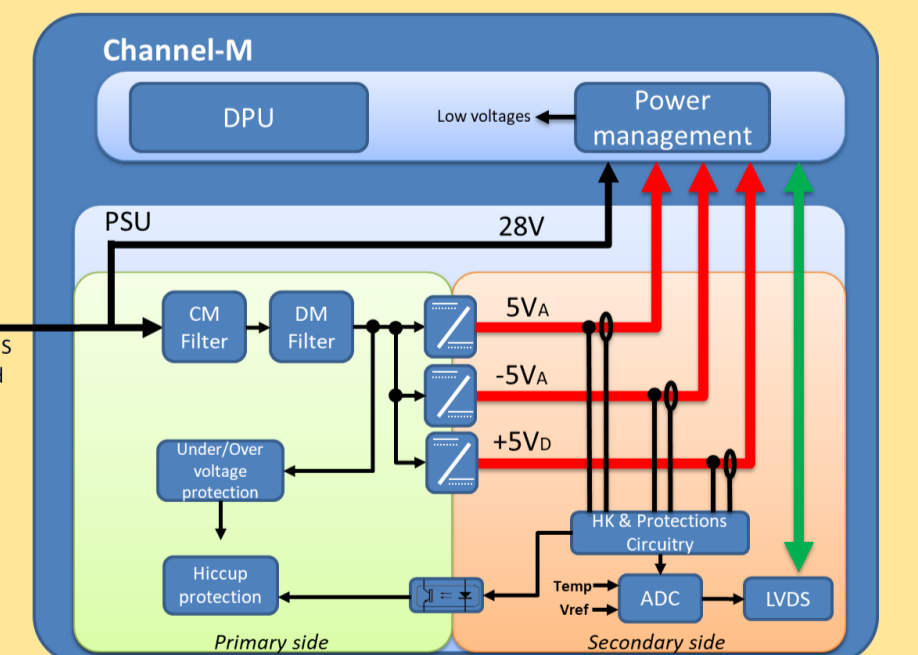 Channel-M
DPU
Low voltages
Power
management
PSU
28V
CM
Filter
DM
Filter
5VA
-5VA
+5VD
S
Under/Over
voltage
protection
HK & Protections
Circuitry
Hiccup
protection
Temp
Vref
ADC
LVDS
Primary side
Secondary side